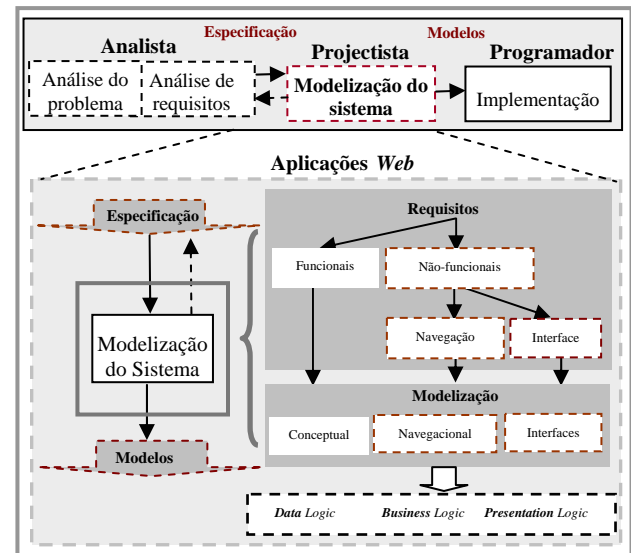 Especificação
Modelos
Analista
Projectista
Programador
Análise do
problema
Análise de
requisitos
Modelização do
sistema
Implementação
Aplicações Web
Especificação
Modelização
do Sistema
Modelos
Requisitos
Funcionais
Não-funcionais
Navegação
Interface
Modelização
Conceptual
Navegacional
Interfaces
Data Logic
Business Logic
Presentation Logic